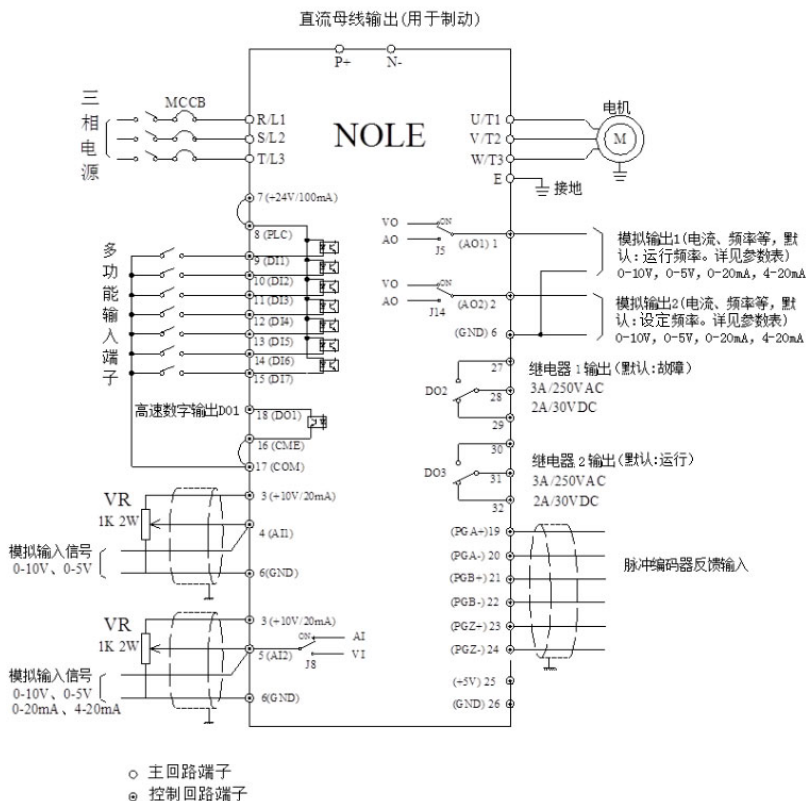 直流母线输出(用于制动)
P+
N-
三相电源
MCCB
R/L1
S/L2
T/L3
NOLE
U/T1
V/T2
W/T3
E
电机
M
接地
7(+24V/100mA)
8 (PLC)
多功能输入端子
9 (DI1)
10 (DI2)
11 (DI3)
12 (DI4)
13 (DI5)
14 (DI6)
15 (DI7)
高速数字输出DO1
18 (DO1)
16 (CME)
17 (COM)
VR
1K 2W
3 (+10V/20mA)
4 (AI1)
模拟输入信号
0-10V、0-5V
6(GND)
VR
1K 2W
3 (+10V/20mA)
5 (AI2)
ON
J8
AI
VI
模拟输入信号
0-10V、0-5V
0-20mA、4-20mA
6(GND)
VO
AO
ON
J5
(AO1) 1
模拟输出1(电流、频率等，默
认:运行频率。详见参数表)
0-10V, 0-5V, 0-20mA, 4-20mA
VO
AO
ON
J14
(AO2) 2
(GND) 6
模拟输出2(电流、频率等，默
认:设定频率。详见参数表)
0-10V, 0-5V, 0-20mA, 4-20mA
DO2
27
28
29
继电器1输出(默认:故障)
3A/250VAC
2A/30VDC
DO3
30
31
32
继电器2输出(默认:运行)
3A/250VAC
2A/30VDC
(PGA+)19
(PGA-) 20
(PGB+) 21
(PGB-) 22
(PGZ+) 23
(PGZ-) 24
脉冲编码器反馈输入
(+5V) 25
(GND) 26
主回路端子
控制回路端子